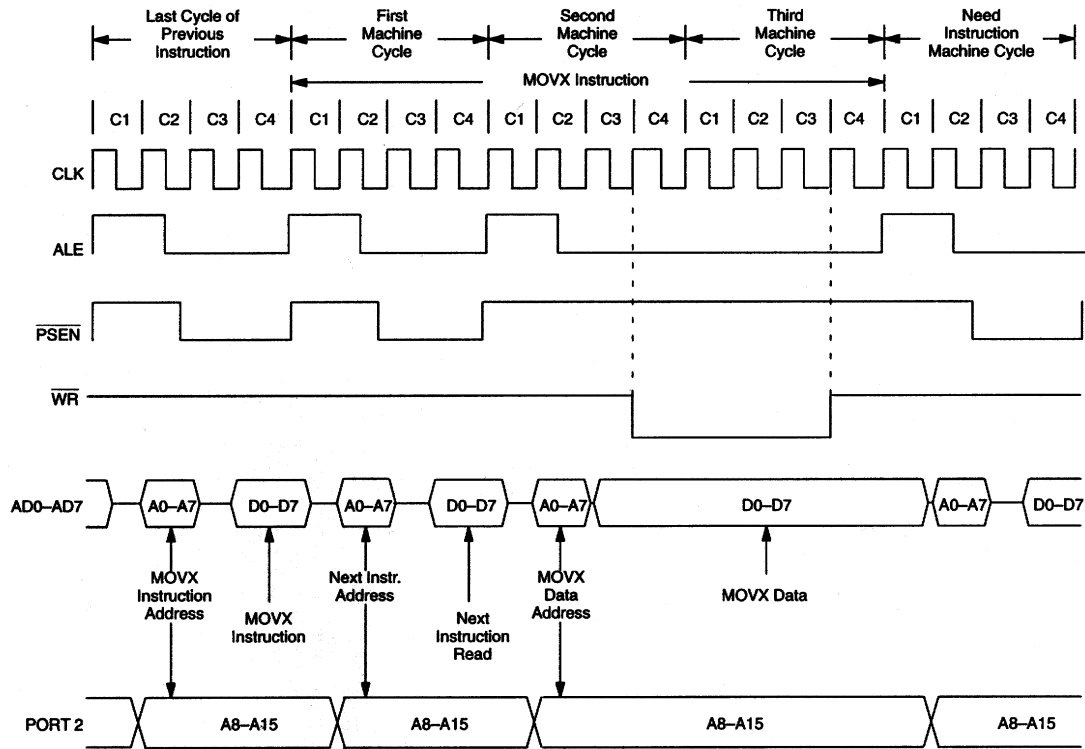 Last Cycle of
Previous
Instruction
First
Machine
Cycle
Second
Machine
Cycle
Third
Machine
Cycle
Need
Instruction
Machine Cycle
MOVX Instruction
C1 C2 C3 C4 C1 C2 C3 C4 C1 C2 C3 C4 C1 C2 C3 C4 C1 C2 C3 C4
CLK
ALE
PSEN
WR
AD0–AD7 A0–A7 D0–D7 A0–A7 D0–D7 A0–A7 D0–D7 A0–A7 D0–D7
MOVX
Instruction
Address
MOVX
Instruction
Next Instr.
Address
Next
Instruction
Read
MOVX
Data
Address
MOVX Data
PORT 2 A8–A15 A8–A15 A8–A15 A8–A15